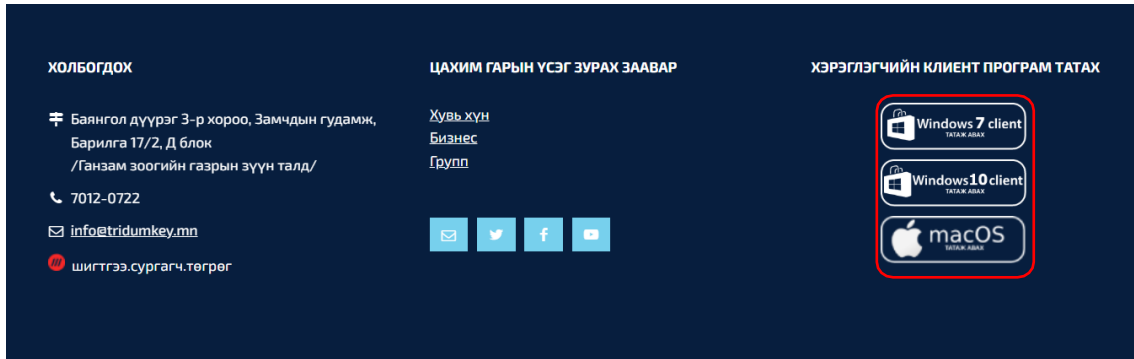 ХОЛБОГДОХ
Баянгол дүүрэг 3-р хороо, Замчдын гудамж,
Барилга 17/2, Д блок
/Ганзам зоогийн газрын зүүн талд/
7012-0722
info@tridumkey.mn
шигтгээ.сургагч.төгрөг
ЦАХИМ ГАРЫН ҮСЭГ ЗУРАХ ЗААВАР
Хувь хүн
Бизнес
Групп
ХЭРЭГЛЭГЧИЙН КЛИЕНТ ПРОГРАМ ТАТАХ
Windows 7 client
ТАТАЖ АВАХ
Windows10 client
ТАТАЖ АВАХ
macOS
ТАТАЖ АВАХ